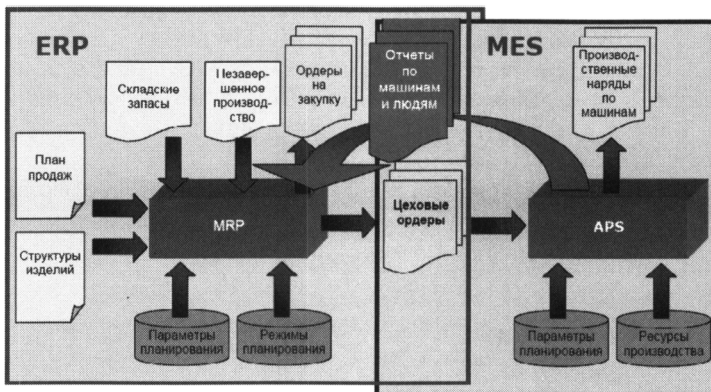 ERP
MES
Складские
запасы
Незавер-
шенное
производ-
ство
Ордеры
на
закупку
Отчеты
по
машинам
и людям
Производ-
ственные
наряды
по
машинам
План
продаж
Структуры
изделий
MRP
Цеховые
ордеры
APS
Параметры
планирования
Режимы
планирования
Параметры
планирования
Ресурсы
производства